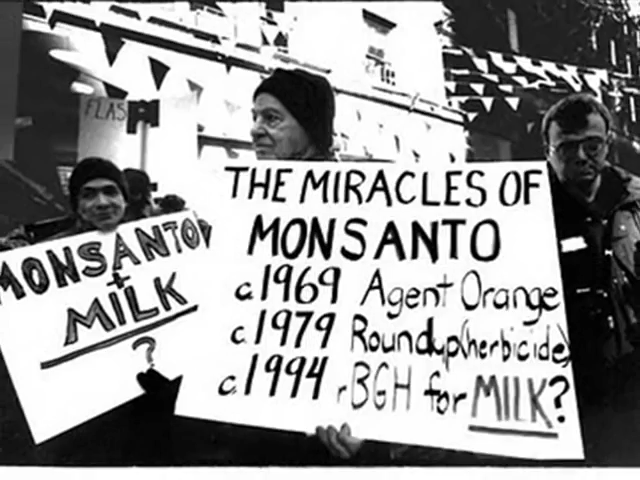 FLAS
MONSANTO
+
MILK
?
THE MIRACLES OF
MONSANTO
c.1969 Agent Orange
c.1979 Roundup(herbicide)
c.1994 rBGH for MILK?